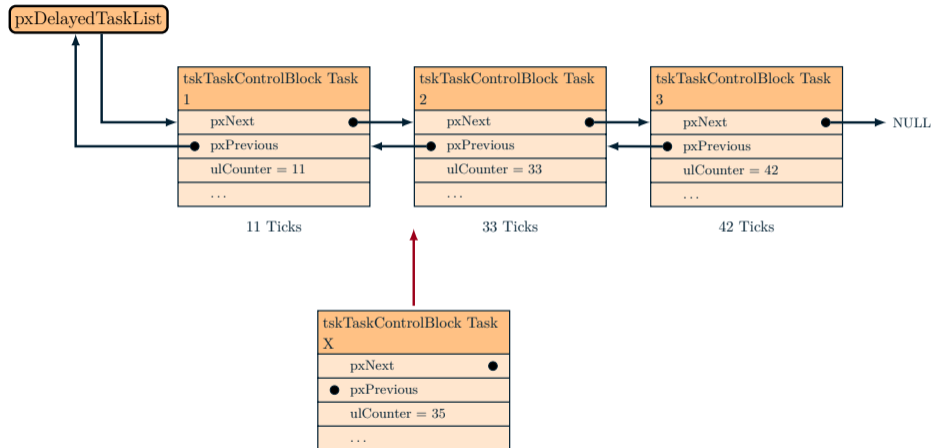 pxDelayedTaskList
tskTaskControlBlock Task
1
pxNext
pxPrevious
ulCounter = 11
...
11 Ticks
tskTaskControlBlock Task
2
pxNext
pxPrevious
ulCounter = 33
...
33 Ticks
tskTaskControlBlock Task
3
pxNext
pxPrevious
ulCounter = 42
...
42 Ticks
NULL
tskTaskControlBlock Task
X
pxNext
pxPrevious
ulCounter = 35
...